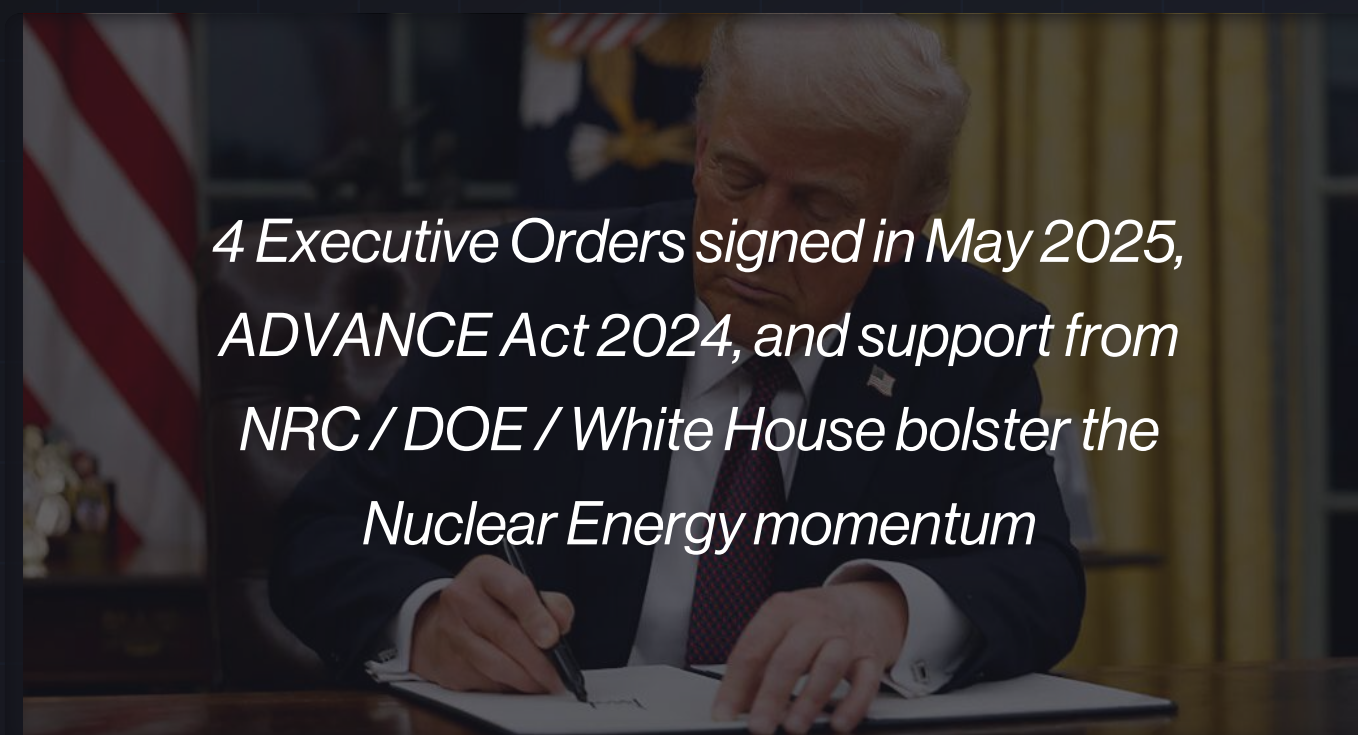 4 Executive Orders signed in May 2025,
ADVANCE Act 2024, and support from
NRC / DOE / White House bolster the
Nuclear Energy momentum